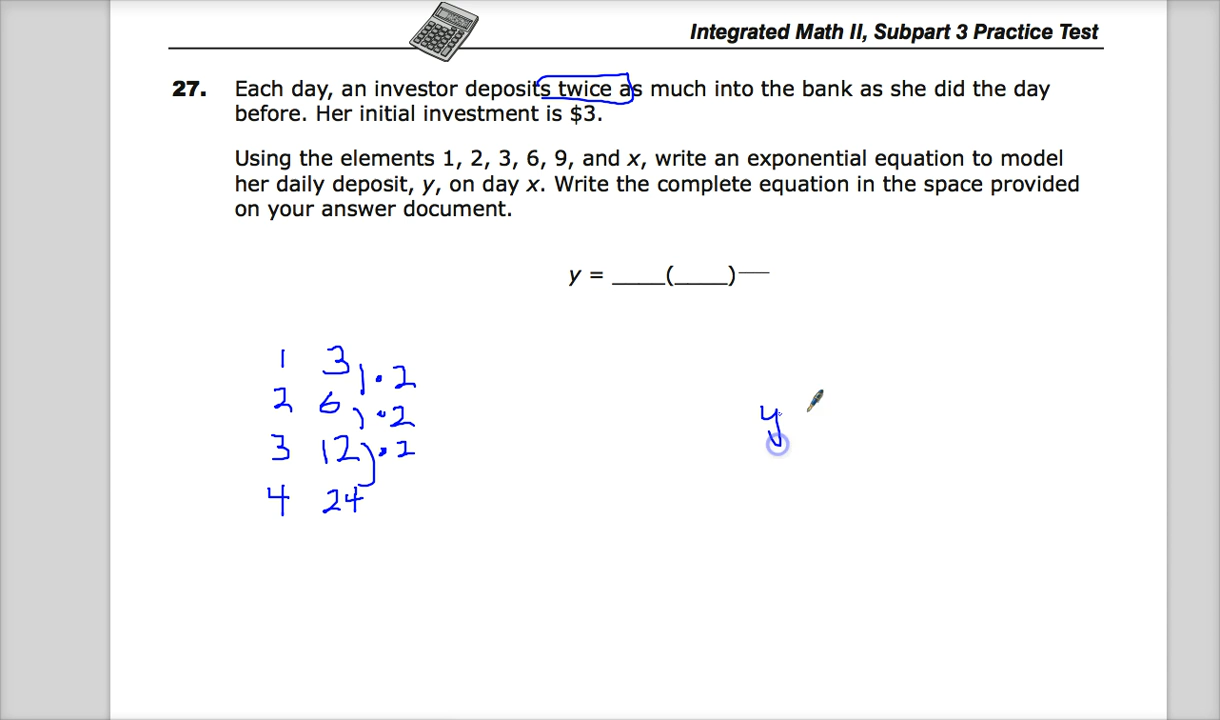 Integrated Math II, Subpart 3 Practice Test
27. Each day, an investor deposits twice as much into the bank as she did the day
before. Her initial investment is $3.
Using the elements 1, 2, 3, 6, 9, and x, write an exponential equation to model
her daily deposit, y, on day x. Write the complete equation in the space provided
on your answer document.
y = ____(____)—
1 3
· 2
2 6
· 2
3 12
· 2
4 24
y